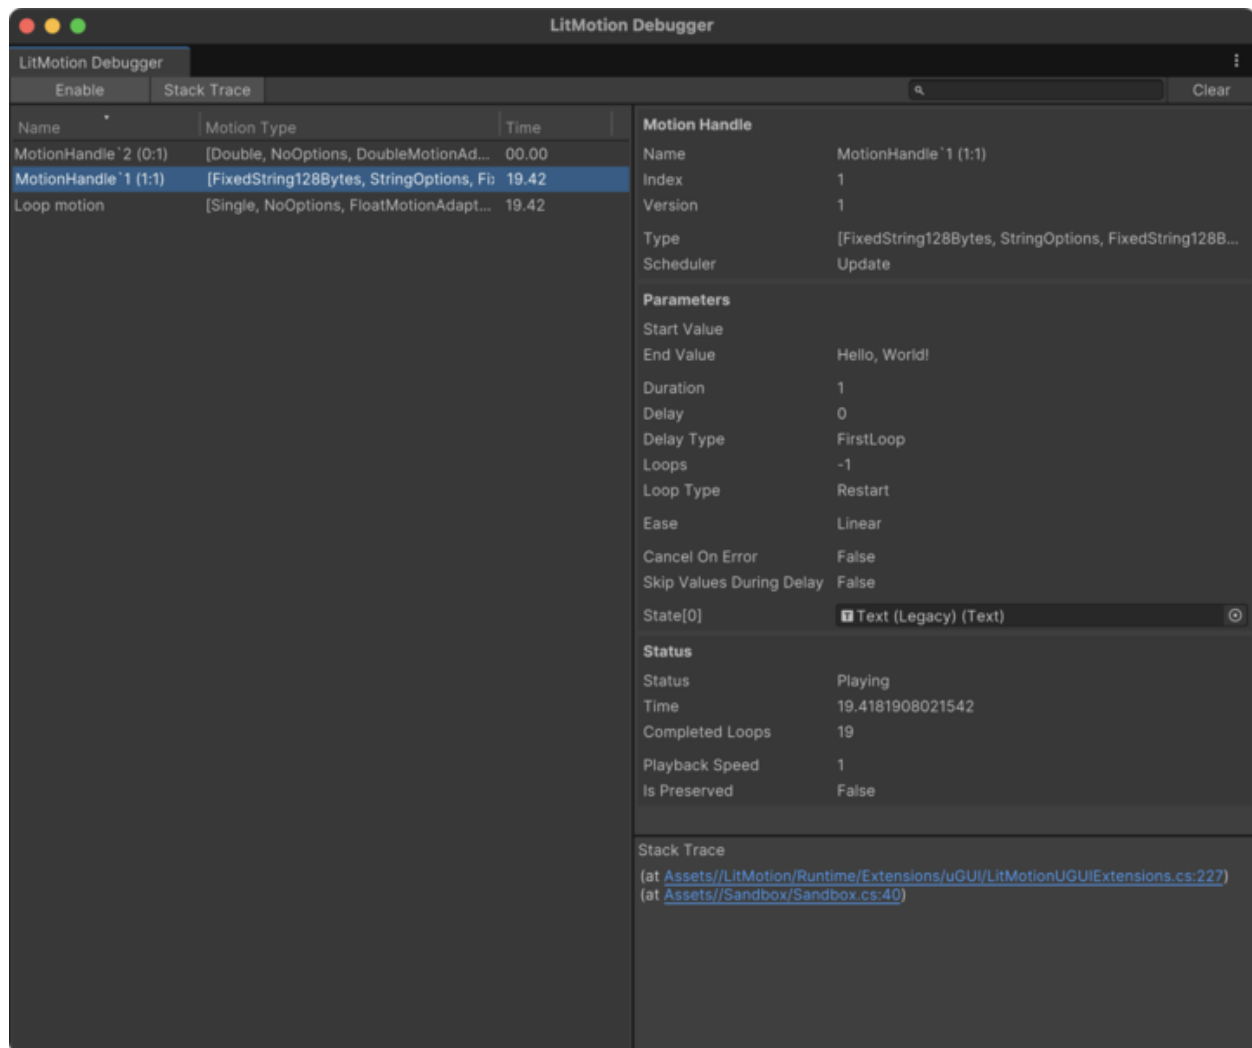 LitMotion Debugger
LitMotion Debugger
Enable Stack Trace Clear
Name Motion Type Time
MotionHandle`2 (0:1) [Double, NoOptions, DoubleMotionAd... 00.00
MotionHandle`1 (1:1) [FixedString128Bytes, StringOptions, Fi 19.42
Loop motion [Single, NoOptions, FloatMotionAdapt... 19.42
Motion Handle
Name MotionHandle`1 (1:1)
Index 1
Version 1
Type [FixedString128Bytes, StringOptions, FixedString128B...
Scheduler Update
Parameters
Start Value
End Value Hello, World!
Duration 1
Delay 0
Delay Type FirstLoop
Loops -1
Loop Type Restart
Ease Linear
Cancel On Error False
Skip Values During Delay False
State[0] Text (Legacy) (Text)
Status
Status Playing
Time 19.4181908021542
Completed Loops 19
Playback Speed 1
Is Preserved False
Stack Trace
(at Assets//LitMotion/Runtime/Extensions/uGUI/LitMotionUGUIExtensions.cs:227)
(at Assets//Sandbox/Sandbox.cs:40)